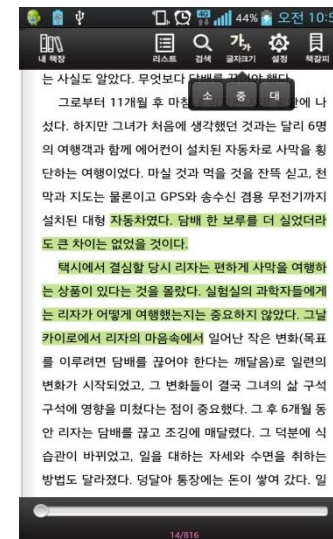 4G 44% 오전 10:5
내 책장 리스트 검색 글자크기 설정 책갈피
소 중 대
는 사실도 알았다. 무엇보다 담배를 끊어야 했다.
그로부터 11개월 후 마침 에 나
섰다. 하지만 그녀가 처음에 생각했던 것과는 달리 6명
의 여행객과 함께 에어컨이 설치된 자동차로 사막을 횡
단하는 여행이었다. 마실 것과 먹을 것을 잔뜩 싣고, 천
막과 지도는 물론이고 GPS와 송수신 겸용 무전기까지
설치된 대형 자동차였다. 담배 한 보루를 더 실었더라
도 큰 차이는 없었을 것이다.
택시에서 결심할 당시 리자는 편하게 사막을 여행하
는 상품이 있다는 것을 몰랐다. 실험실의 과학자들에게
는 리자가 어떻게 여행했는지는 중요하지 않았다. 그날
카이로에서 리자의 마음속에서 일어난 작은 변화(목표
를 이루려면 담배를 끊어야 한다는 깨달음)로 일련의
변화가 시작되었고, 그 변화들이 결국 그녀의 삶 구석
구석에 영향을 미쳤다는 점이 중요했다. 그 후 6개월 동
안 리자는 담배를 끊고 조깅에 매달렸다. 그 덕분에 식
습관이 바뀌었고, 일을 대하는 자세와 수면을 취하는
방법도 달라졌다. 덩달아 통장에는 돈이 쌓여 갔다. 일
14/816